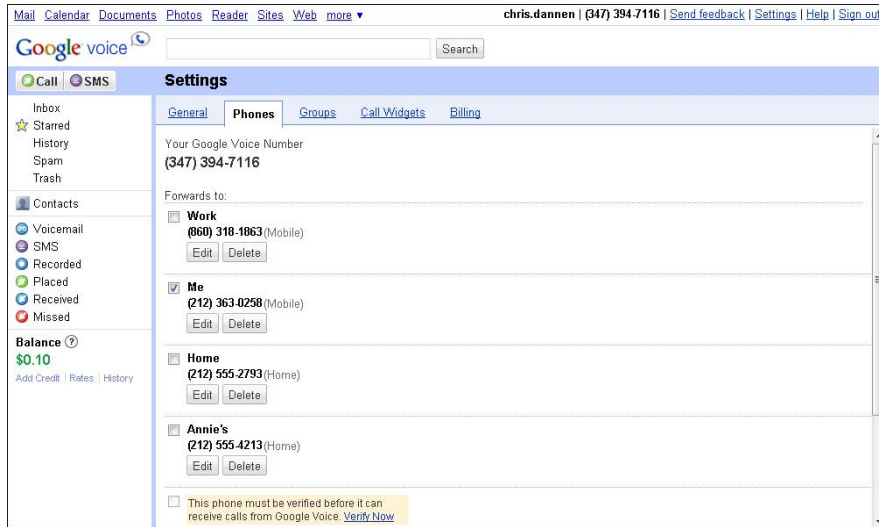 Mail Calendar Documents Photos Reader Sites Web more ▼
chris.dannen | (347) 394-7116 | Send feedback | Settings | Help | Sign out
Google voice
Search
Call SMS
Settings
Inbox
Starred
History
Spam
Trash
Contacts
Voicemail
SMS
Recorded
Placed
Received
Missed
Balance ?
$0.10
Add Credit | Rates | History
General Phones Groups Call Widgets Billing
Your Google Voice Number
(347) 394-7116
Forwards to:
Work
(860) 318-1863 (Mobile)
Edit Delete
Me
(212) 363-0258 (Mobile)
Edit Delete
Home
(212) 555-2793 (Home)
Edit Delete
Annie's
(212) 555-4213 (Home)
Edit Delete
This phone must be verified before it can
receive calls from Google Voice. Verify Now